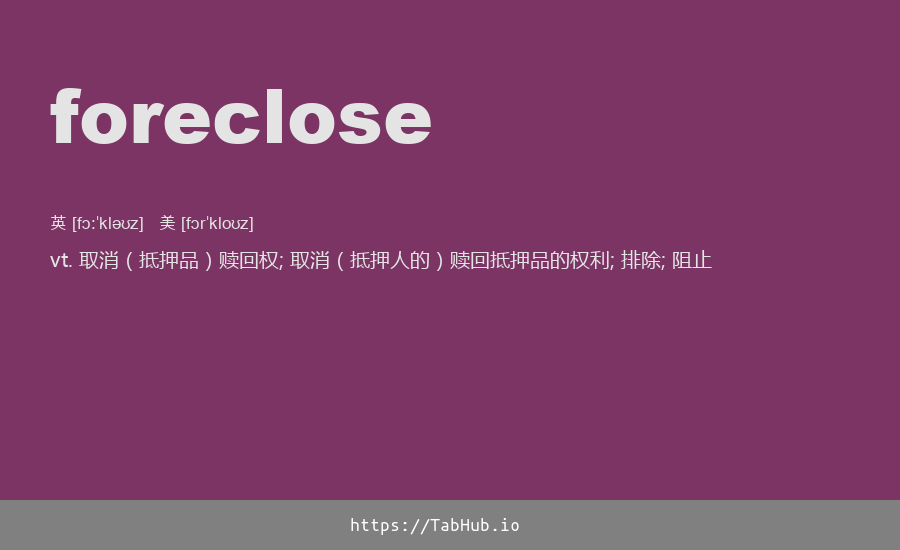 foreclose
英 [fɔːˈkləʊz] 美 [fɔrˈkloʊz]
vt. 取消（抵押品）赎回权; 取消（抵押人的）赎回抵押品的权利; 排除; 阻止
https://TabHub.io